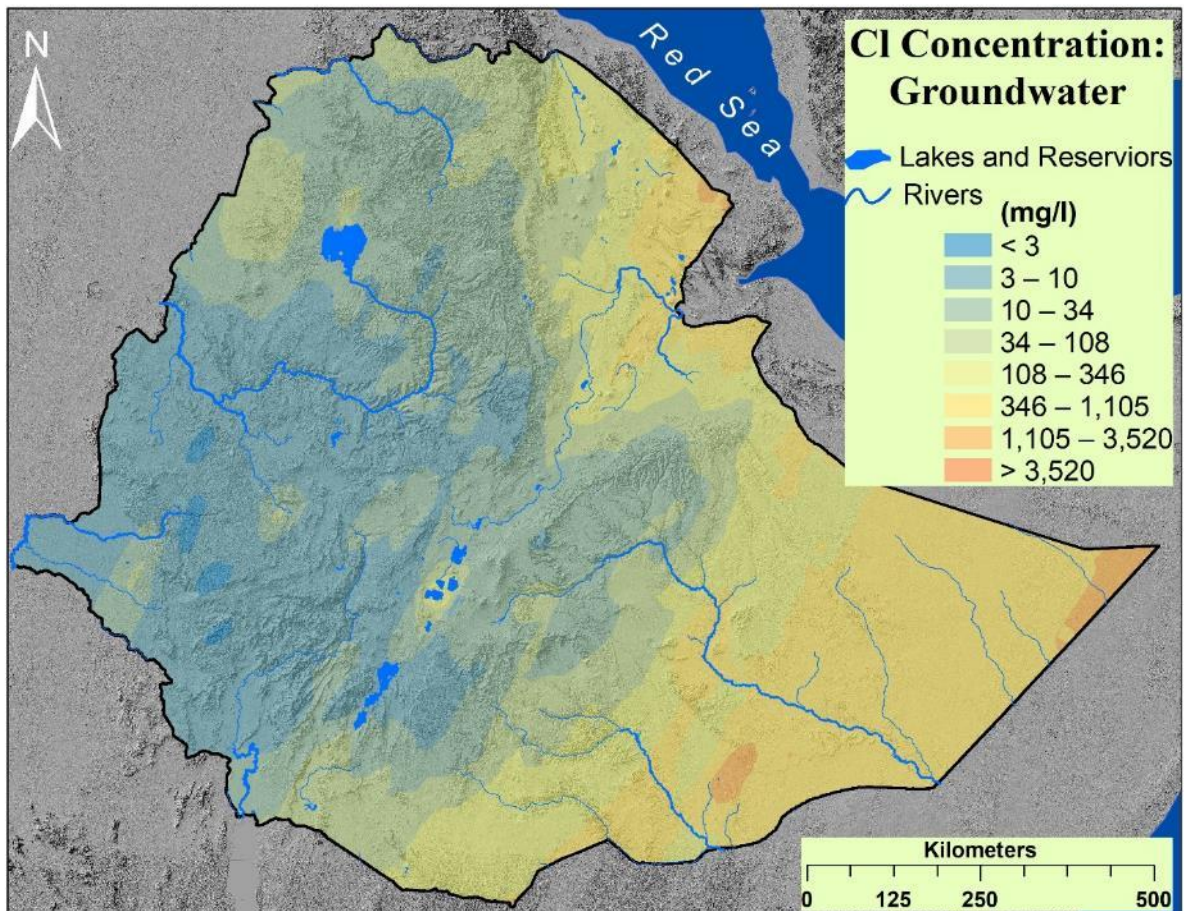 N
Red Sea
Cl Concentration:
Groundwater
Lakes and Reserviors
Rivers
(mg/l)
< 3
3 – 10
10 – 34
34 – 108
108 – 346
346 – 1,105
1,105 – 3,520
> 3,520
Kilometers
0 125 250 500